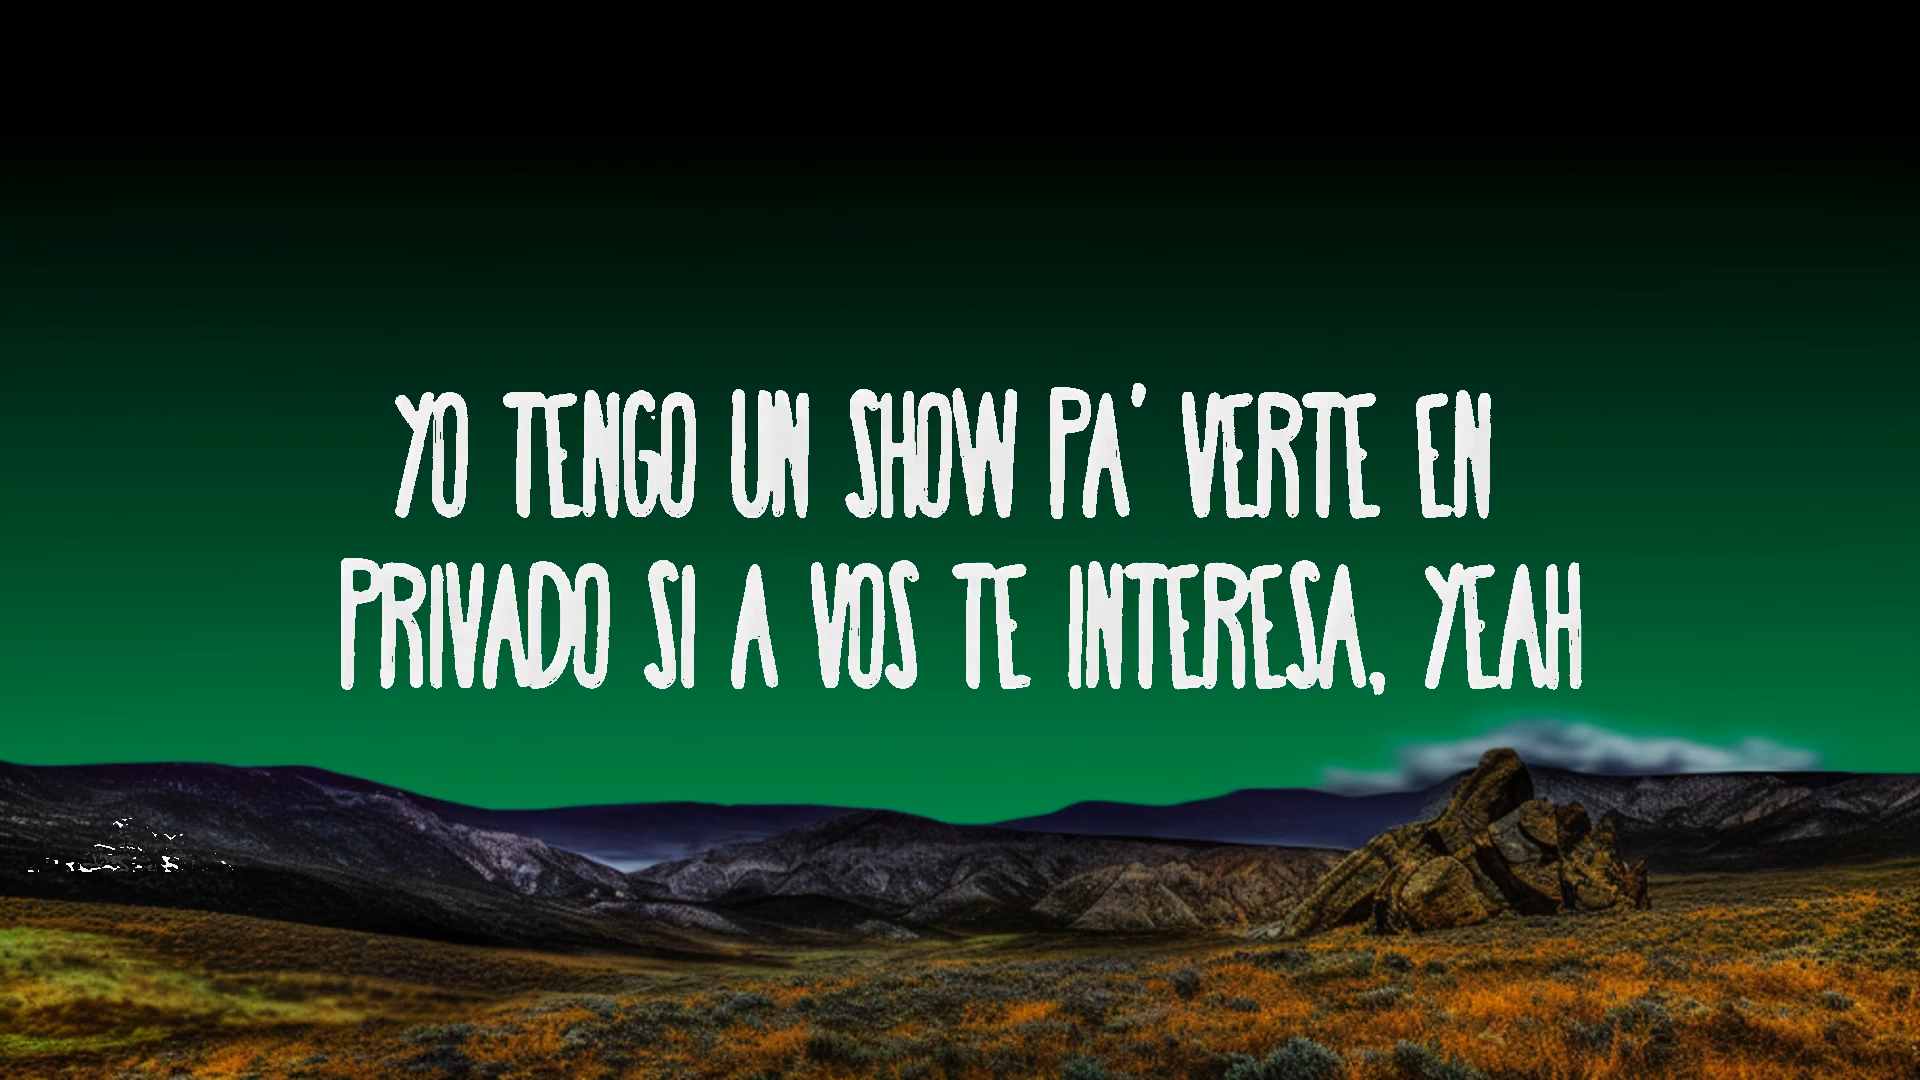 YO TENGO UN SHOW PA' VERTE EN
PRIVADO SI A VOS TE INTERESA, YEAH